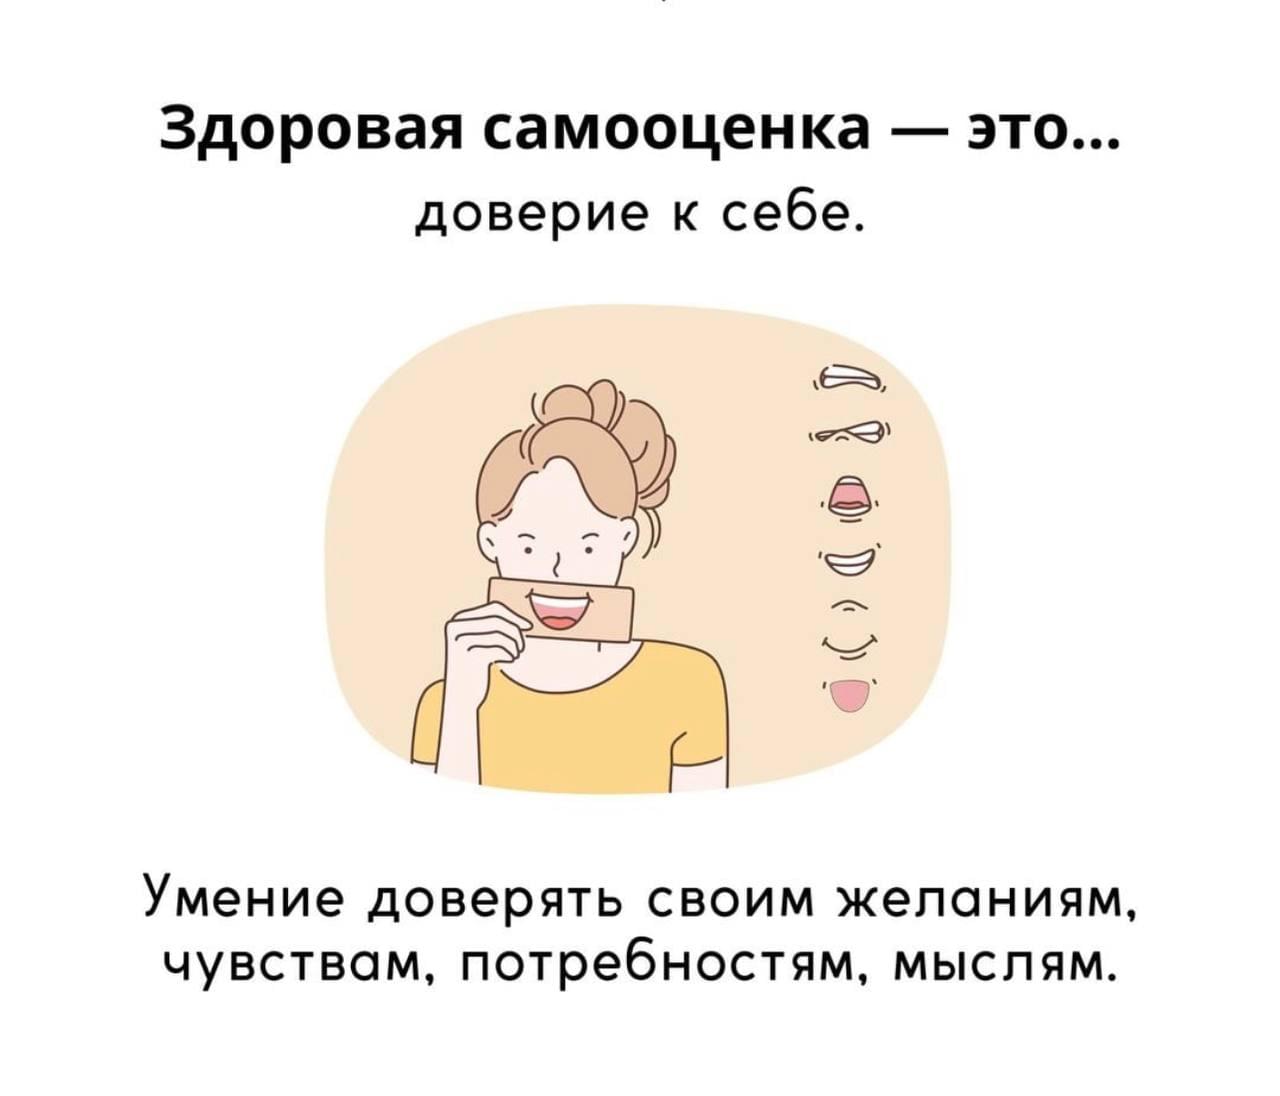 Здоровая самооценка — это...
доверие к себе.
Умение доверять своим желаниям,
чувствам, потребностям, мыслям.